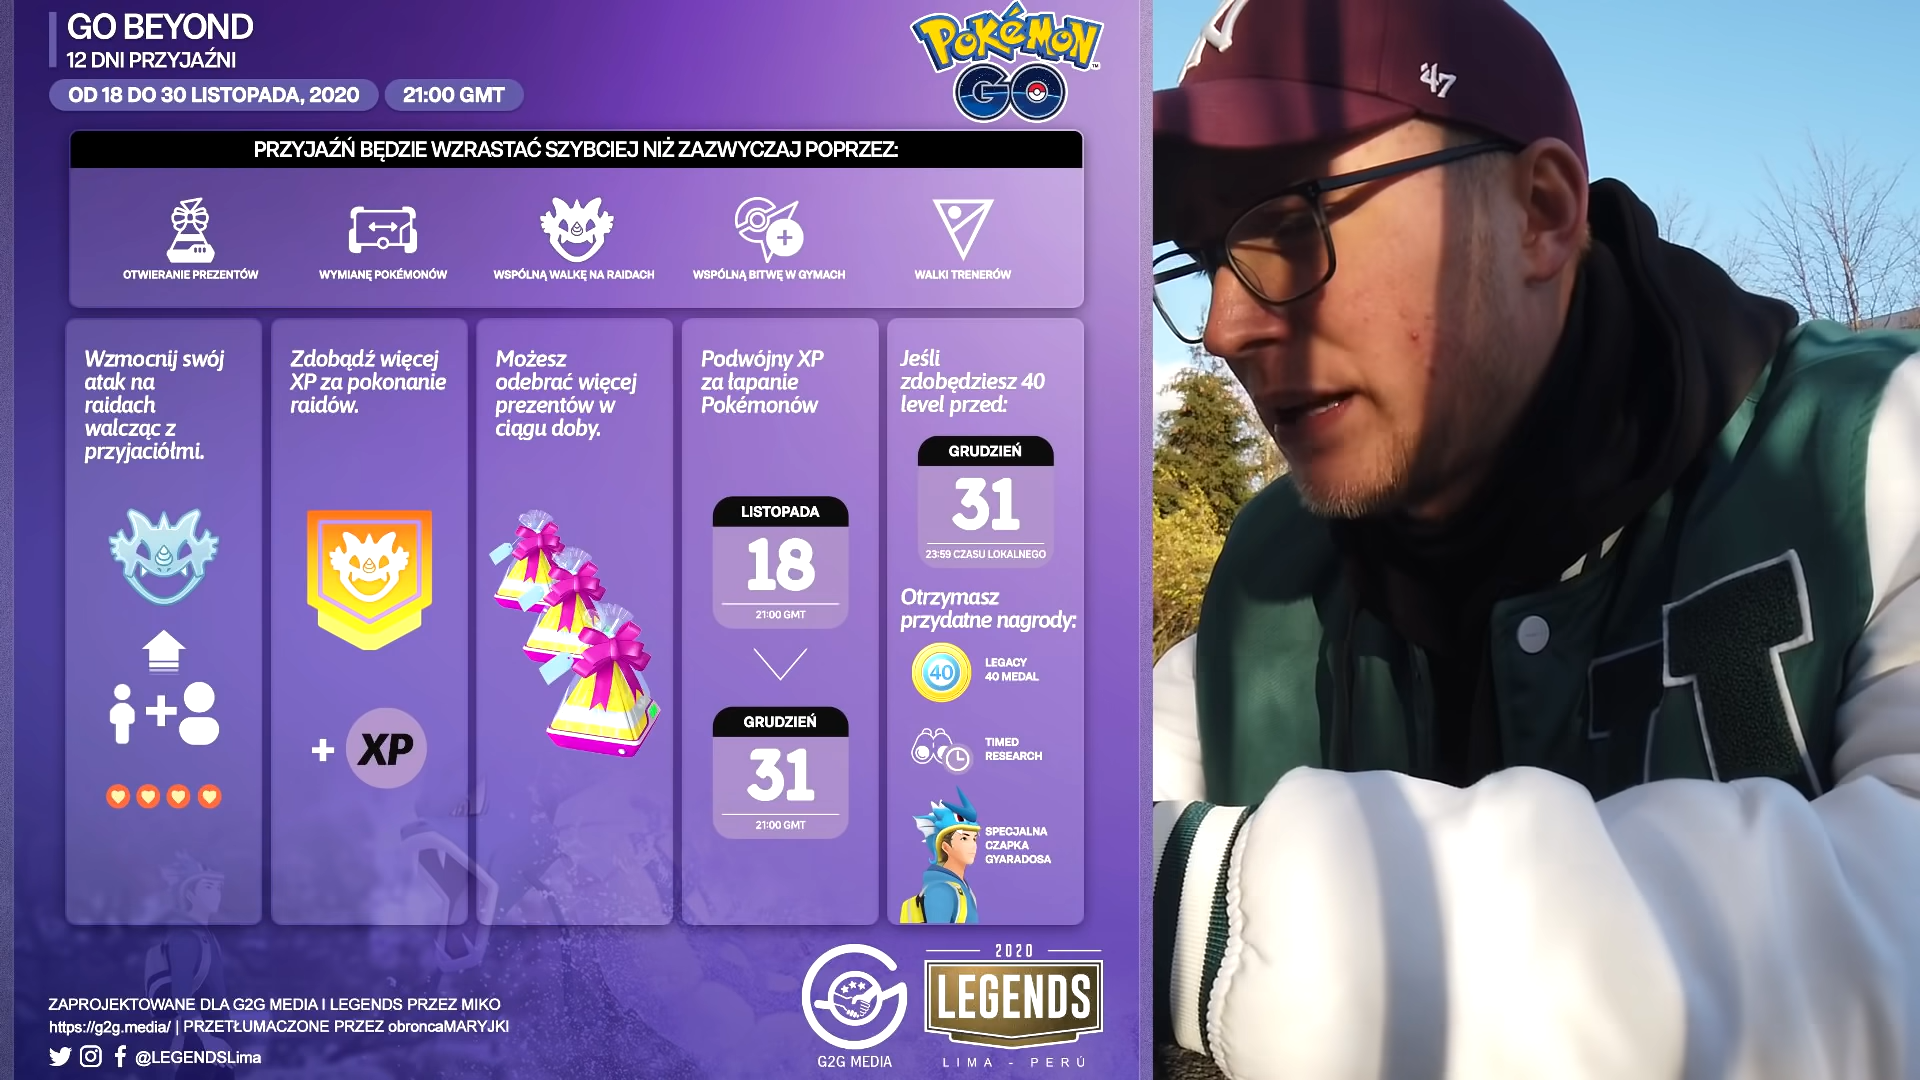 GO BEYOND
12 DNI PRZYJAŹNI
OD 18 DO 30 LISTOPADA, 2020
21:00 GMT
POKéMON
GO
PRZYJAŹŃ BĘDZIE WZRASTAĆ SZYBCIEJ NIŻ ZAZWYCZAJ POPRZEZ:
OTWIERANIE PREZENTÓW
WYMIANĘ POKÉMONÓW
WSPÓLNĄ WALKĘ NA RAIDACH
WSPÓLNĄ BITWĘ W GYMACH
WALKI TRENERÓW
Wzmocnij swój
atak na
raidach
walcząc z
przyjaciółmi.
Zdobądź więcej
XP za pokonanie
raidów.
+ XP
Możesz
odebrać więcej
prezentów w
ciągu doby.
Podwójny XP
za łapanie
Pokémonów
LISTOPADA
18
21:00 GMT
GRUDZIEŃ
31
21:00 GMT
Jeśli
zdobędziesz 40
level przed:
GRUDZIEŃ
31
23:59 CZASU LOKALNEGO
Otrzymasz
przydatne nagrody:
40
LEGACY
40 MEDAL
TIMED
RESEARCH
SPECJALNA
CZAPKA
GYARADOSA
ZAPROJEKTOWANE DLA G2G MEDIA I LEGENDS PRZEZ MIKO
https://g2g.media/ | PRZETŁUMACZONE PRZEZ obroncaMARYJKI
@LEGENDSLima
G2G MEDIA
2020
LEGENDS
LIMA - PERÚ
'47